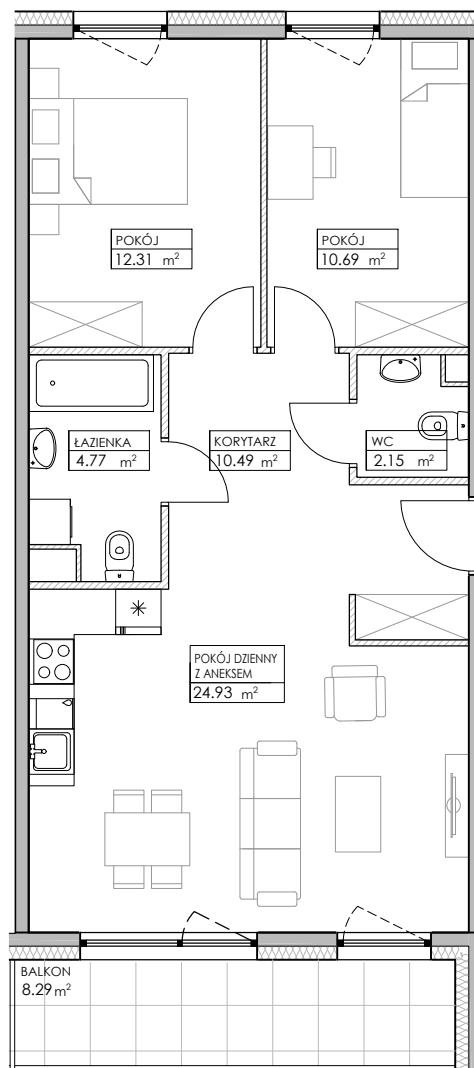 POKÓJ
12.31 m²
POKÓJ
10.69 m²
ŁAZIENKA
4.77 m²
KORYTARZ
10.49 m²
WC
2.15 m²
POKÓJ DZIENNY
Z ANEKSEM
24.93 m²
BALKON
8.29 m²